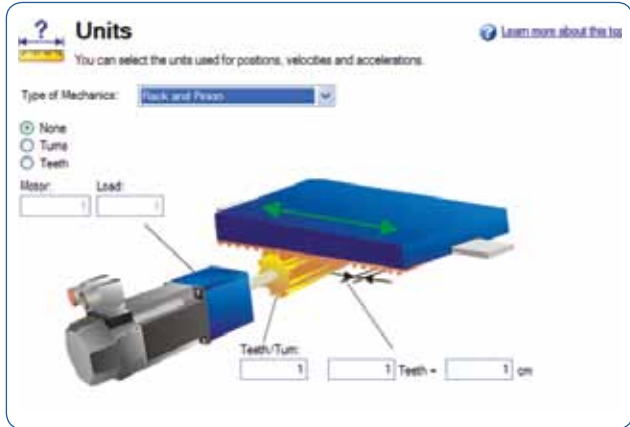 ?
Units
Learn more about this top
You can select the units used for positions, velocities and accelerations.
Type of Mechanics: Rack and Pinion
None
Turns
Teeth
Motor: Load:
1 1
Teeth/Turn:
1 1 Teeth = 1 cm